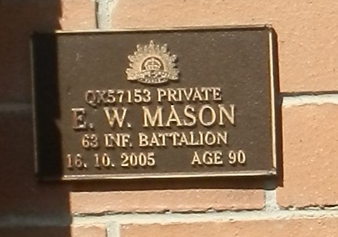 QX57153 PRIVATE
E. W. MASON
63 INF. BATTALION
16. 10. 2005 AGE 90